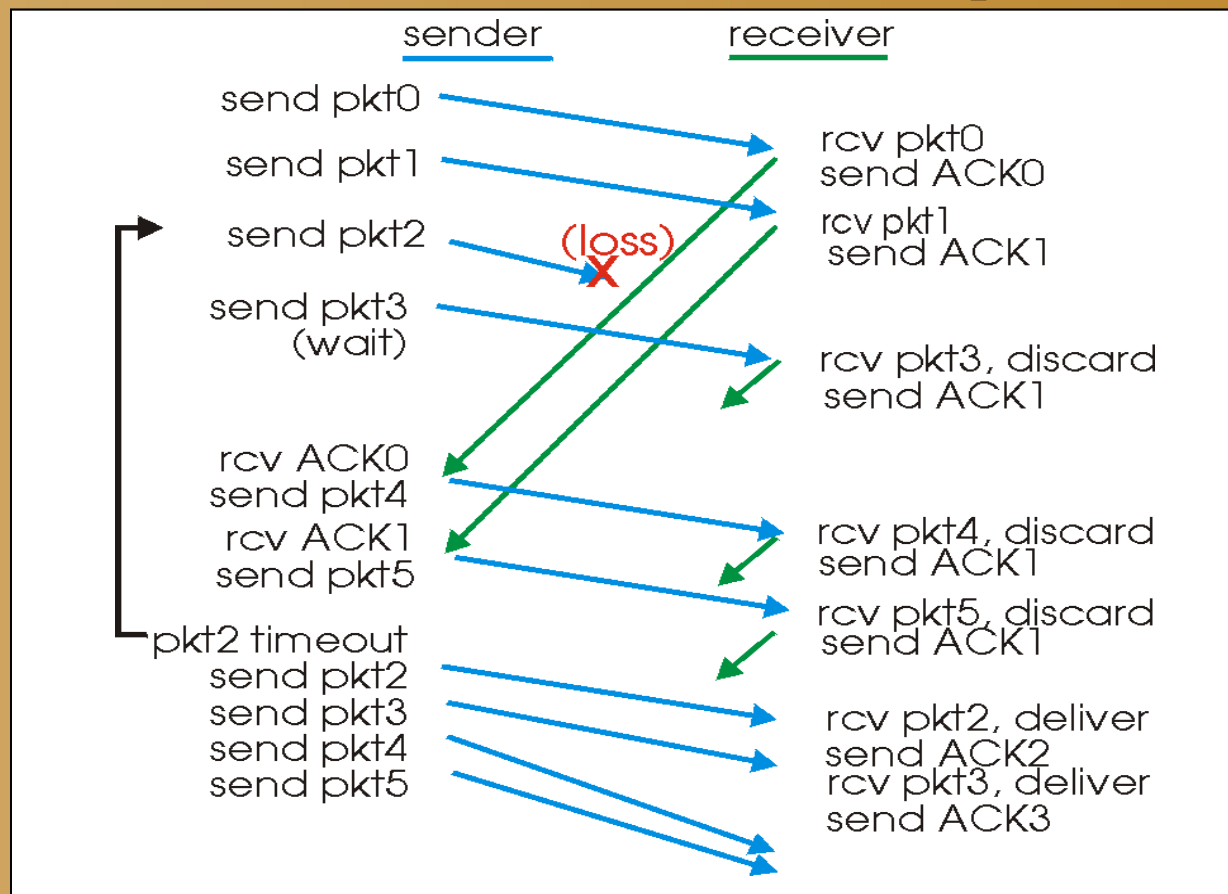 sender
receiver
send pkt0
send pkt1
send pkt2
send pkt3
(wait)
rcv ACK0
send pkt4
rcv ACK1
send pkt5
pkt2 timeout
send pkt2
send pkt3
send pkt4
send pkt5
(loss)
X
rcv pkt0
send ACK0
rcv pkt1
send ACK1
rcv pkt3, discard
send ACK1
rcv pkt4, discard
send ACK1
rcv pkt5, discard
send ACK1
rcv pkt2, deliver
send ACK2
rcv pkt3, deliver
send ACK3